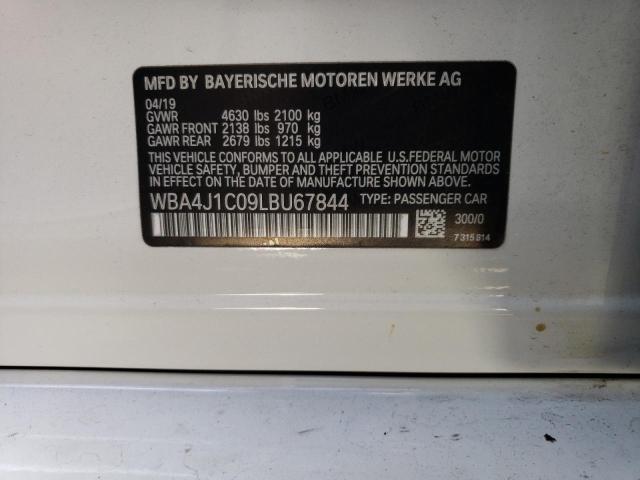 MFD BY BAYERISCHE MOTOREN WERKE AG
04/19
GVWR 4630 lbs 2100 kg
GAWR FRONT 2138 lbs 970 kg
GAWR REAR 2679 lbs 1215 kg
THIS VEHICLE CONFORMS TO ALL APPLICABLE U.S.FEDERAL MOTOR
VEHICLE SAFETY, BUMPER AND THEFT PREVENTION STANDARDS
IN EFFECT ON THE DATE OF MANUFACTURE SHOWN ABOVE.
WBA4J1C09LBU67844 TYPE: PASSENGER CAR
300/0
7 315 814